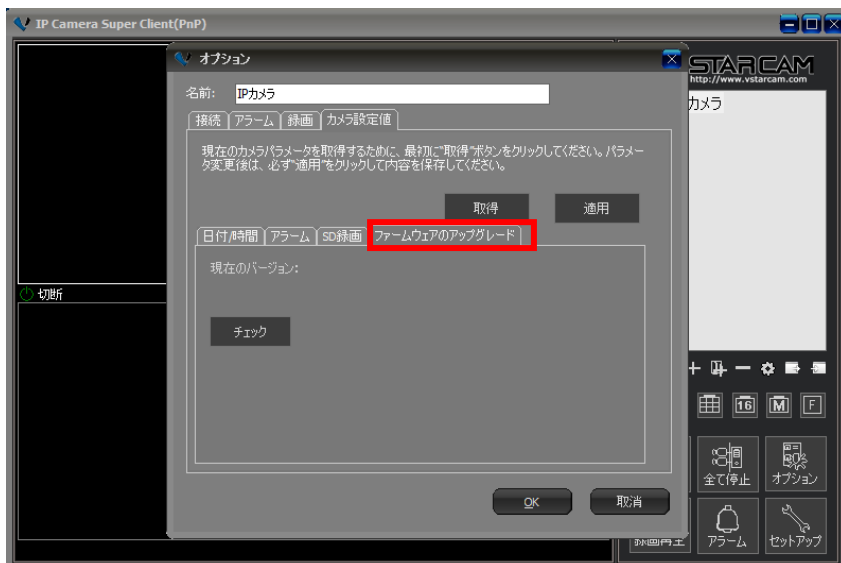 IP Camera Super Client(PnP)
オプション
STARCAM
http://www.vstarcam.com
名前: IPカメラ
カメラ
接続 アラーム 録画 カメラ設定値
現在のカメラパラメータを取得するために、最初に"取得"ボタンをクリックしてください。パラメー
タ変更後は、必ず"適用"をクリックして内容を保存してください。
取得 適用
日付/時間 アラーム SD録画 ファームウェアのアップグレード
現在のバージョン:
切断
チェック
16 M F
全て停止 オプション
OK 取消
録画再生 アラーム セットアップ